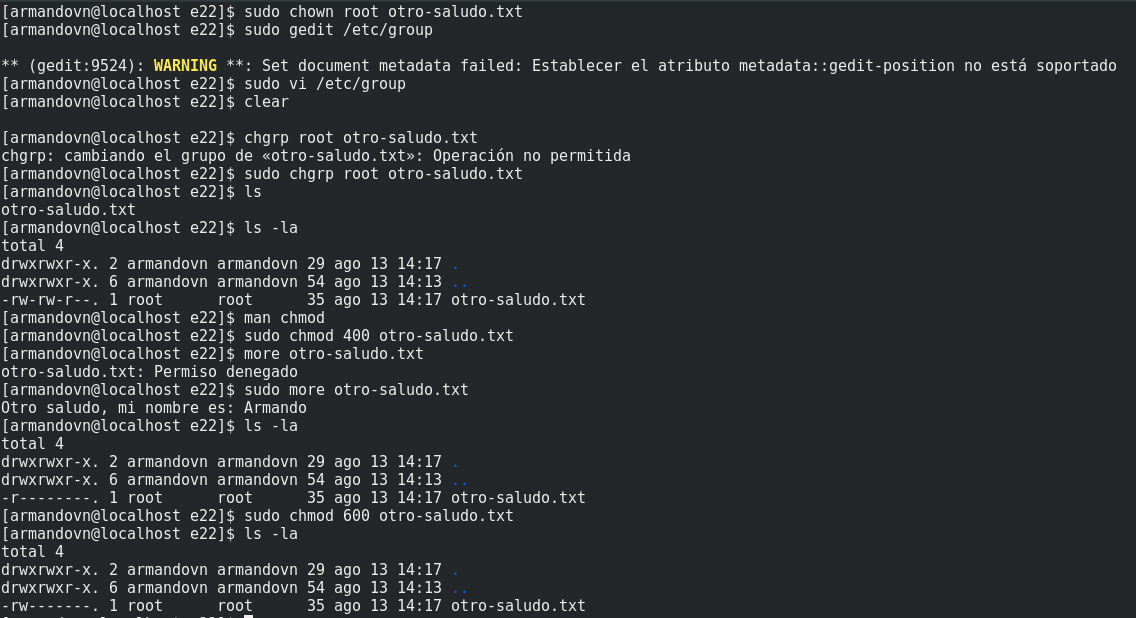 [armandovn@localhost e22]$ sudo chown root otro-saludo.txt
[armandovn@localhost e22]$ sudo gedit /etc/group
** (gedit:9524): WARNING **: Set document metadata failed: Establecer el atributo metadata::gedit-position no está soportado
[armandovn@localhost e22]$ sudo vi /etc/group
[armandovn@localhost e22]$ clear
[armandovn@localhost e22]$ chgrp root otro-saludo.txt
chgrp: cambiando el grupo de «otro-saludo.txt»: Operación no permitida
[armandovn@localhost e22]$ sudo chgrp root otro-saludo.txt
[armandovn@localhost e22]$ ls
otro-saludo.txt
[armandovn@localhost e22]$ ls -la
total 4
drwxrwxr-x. 2 armandovn armandovn 29 ago 13 14:17 .
drwxrwxr-x. 6 armandovn armandovn 54 ago 13 14:13 ..
-rw-rw-r--. 1 root      root      35 ago 13 14:17 otro-saludo.txt
[armandovn@localhost e22]$ man chmod
[armandovn@localhost e22]$ sudo chmod 400 otro-saludo.txt
[armandovn@localhost e22]$ more otro-saludo.txt
otro-saludo.txt: Permiso denegado
[armandovn@localhost e22]$ sudo more otro-saludo.txt
Otro saludo, mi nombre es: Armando
[armandovn@localhost e22]$ ls -la
total 4
drwxrwxr-x. 2 armandovn armandovn 29 ago 13 14:17 .
drwxrwxr-x. 6 armandovn armandovn 54 ago 13 14:13 ..
-r--------. 1 root      root      35 ago 13 14:17 otro-saludo.txt
[armandovn@localhost e22]$ sudo chmod 600 otro-saludo.txt
[armandovn@localhost e22]$ ls -la
total 4
drwxrwxr-x. 2 armandovn armandovn 29 ago 13 14:17 .
drwxrwxr-x. 6 armandovn armandovn 54 ago 13 14:13 ..
-rw-------. 1 root      root      35 ago 13 14:17 otro-saludo.txt